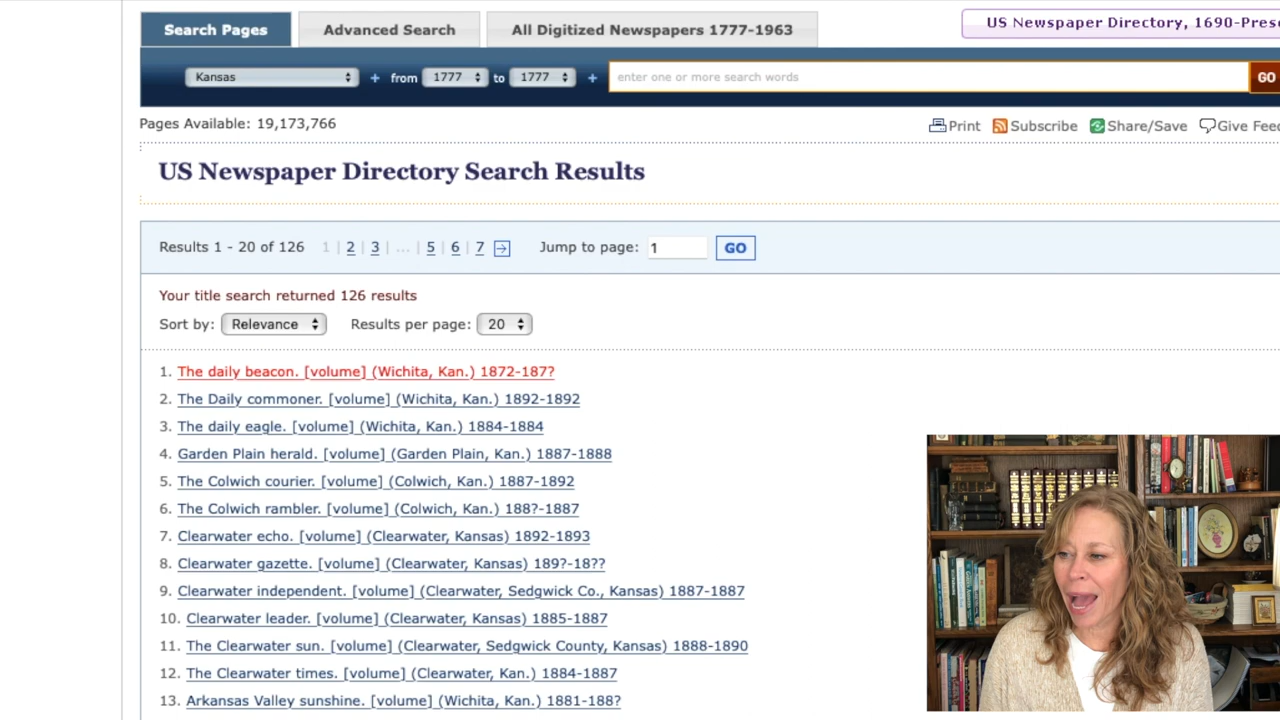 Search Pages Advanced Search All Digitized Newspapers 1777-1963 US Newspaper Directory, 1690-Prese
Kansas + from 1777 to 1777 + enter one or more search words GO
Pages Available: 19,173,766 Print Subscribe Share/Save Give Feed
US Newspaper Directory Search Results
Results 1 - 20 of 126 1 | 2 | 3 | ... | 5 | 6 | 7 Jump to page: 1 GO
Your title search returned 126 results
Sort by: Relevance Results per page: 20
1. The daily beacon. [volume] (Wichita, Kan.) 1872-187?
2. The Daily commoner. [volume] (Wichita, Kan.) 1892-1892
3. The daily eagle. [volume] (Wichita, Kan.) 1884-1884
4. Garden Plain herald. [volume] (Garden Plain, Kan.) 1887-1888
5. The Colwich courier. [volume] (Colwich, Kan.) 1887-1892
6. The Colwich rambler. [volume] (Colwich, Kan.) 188?-1887
7. Clearwater echo. [volume] (Clearwater, Kansas) 1892-1893
8. Clearwater gazette. [volume] (Clearwater, Kansas) 189?-18??
9. Clearwater independent. [volume] (Clearwater, Sedgwick Co., Kansas) 1887-1887
10. Clearwater leader. [volume] (Clearwater, Kansas) 1885-1887
11. The Clearwater sun. [volume] (Clearwater, Sedgwick County, Kansas) 1888-1890
12. The Clearwater times. [volume] (Clearwater, Kan.) 1884-1887
13. Arkansas Valley sunshine. [volume] (Wichita, Kan.) 1881-188?